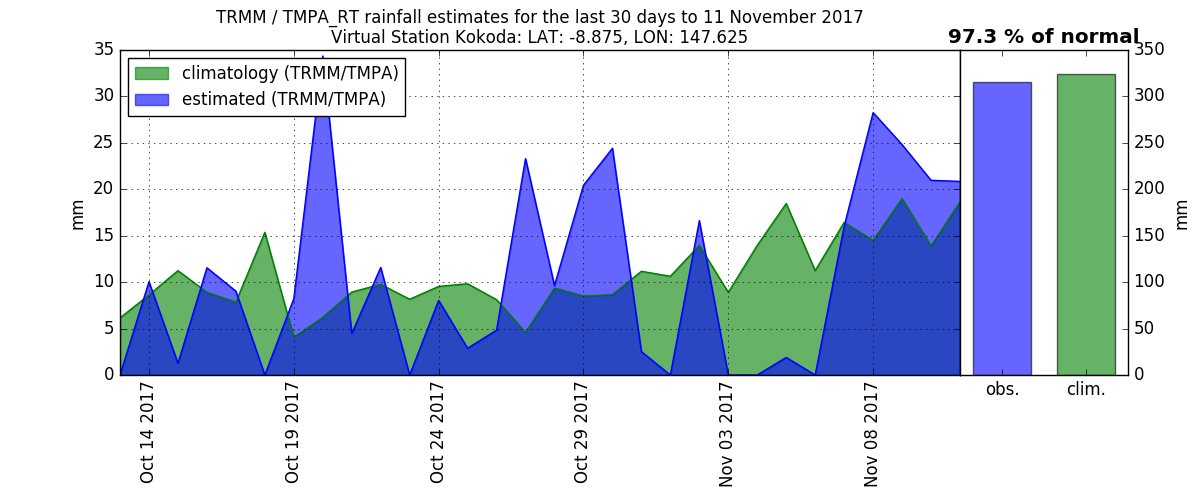 TRMM / TMPA_RT rainfall estimates for the last 30 days to 11 November 2017
Virtual Station Kokoda: LAT: -8.875, LON: 147.625
97.3 % of normal
climatology (TRMM/TMPA)
estimated (TRMM/TMPA)
35
30
25
20
15
10
5
0
mm
Oct 14 2017
Oct 19 2017
Oct 24 2017
Oct 29 2017
Nov 03 2017
Nov 08 2017
350
300
250
200
150
100
50
0
mm
obs.
clim.